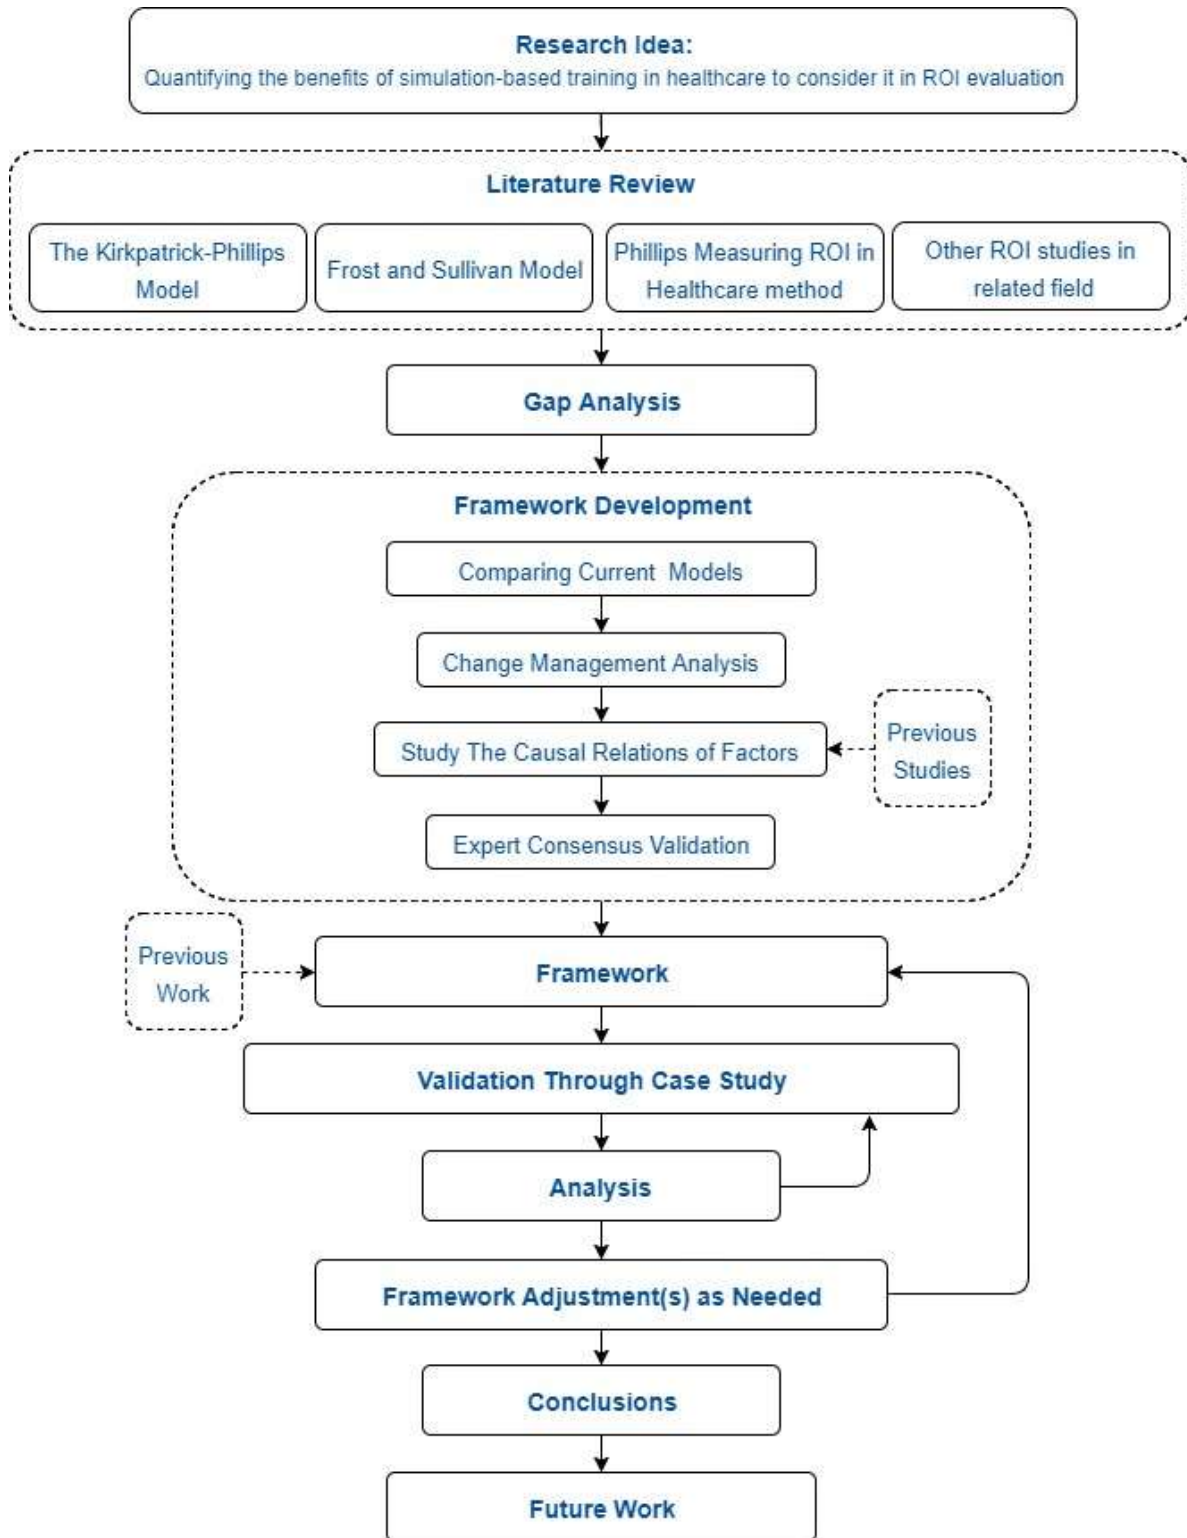 Research Idea:
Quantifying the benefits of simulation-based training in healthcare to consider it in ROI evaluation
Literature Review
The Kirkpatrick-Phillips
Model
Frost and Sullivan Model
Phillips Measuring ROI in
Healthcare method
Other ROI studies in
related field
Gap Analysis
Framework Development
Comparing Current Models
Change Management Analysis
Study The Causal Relations of Factors
Previous
Studies
Expert Consensus Validation
Previous
Work
Framework
Validation Through Case Study
Analysis
Framework Adjustment(s) as Needed
Conclusions
Future Work